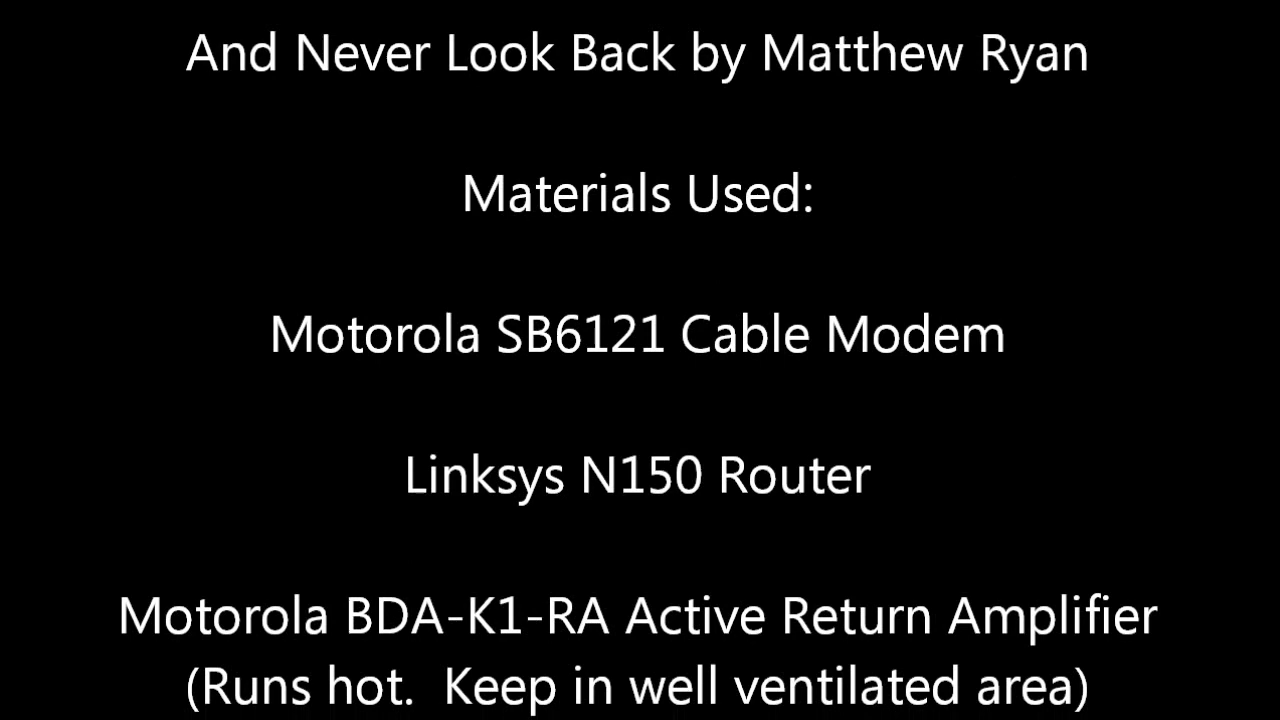 And Never Look Back by Matthew Ryan
Materials Used:
Motorola SB6121 Cable Modem
Linksys N150 Router
Motorola BDA-K1-RA Active Return Amplifier
(Runs hot.  Keep in well ventilated area)